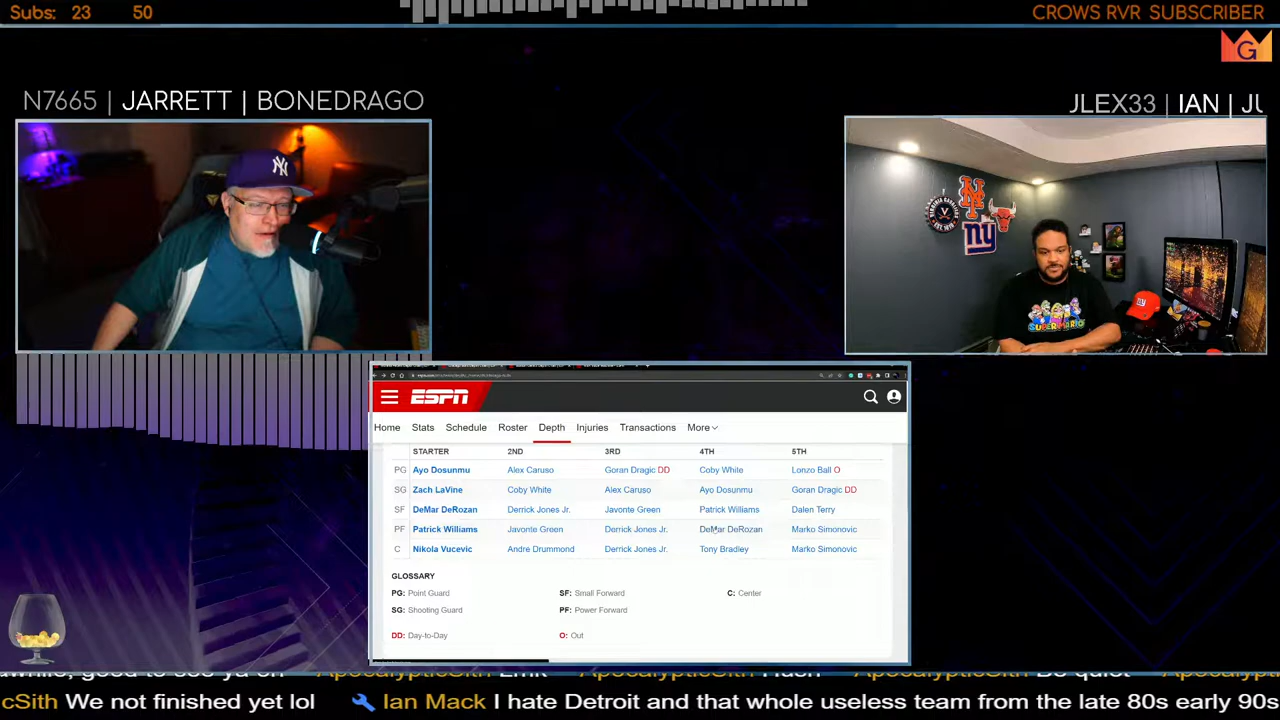 Subs: 23 50
CROWS RVR SUBSCRIBER
G
N7665 | JARRETT | BONEDRAGO
JLEX33 | IAN | JL
NY
ny
SUPER MARIO
ESPN
Home Stats Schedule Roster Depth Injuries Transactions More
STARTER 2ND 3RD 4TH 5TH
PG Ayo Dosunmu Alex Caruso Goran Dragic DD Coby White Lonzo Ball O
SG Zach LaVine Coby White Alex Caruso Ayo Dosunmu Goran Dragic DD
SF DeMar DeRozan Derrick Jones Jr. Javonte Green Patrick Williams Dalen Terry
PF Patrick Williams Javonte Green Derrick Jones Jr. DeMar DeRozan Marko Simonovic
C Nikola Vucevic Andre Drummond Derrick Jones Jr. Tony Bradley Marko Simonovic
GLOSSARY
PG: Point Guard SF: Small Forward C: Center
SG: Shooting Guard PF: Power Forward
DD: Day-to-Day O: Out
cSith We not finished yet lol Ian Mack I hate Detroit and that whole useless team from the late 80s early 90s